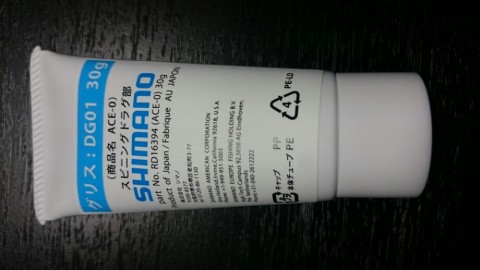 グリス：DG01 30g
(商品名 ACE-0)
スピニングドラグ部
SHIMANO
part No. RD16394 (ACE-0) 30g
Product of Japan / Fabriqué AU JAPON
SHIMANO AMERICAN CORPORATION
SHIMANO EUROPE FISHING HOLDING B.V.
4
PE-LD
キャップ PP
本体チューブ PE